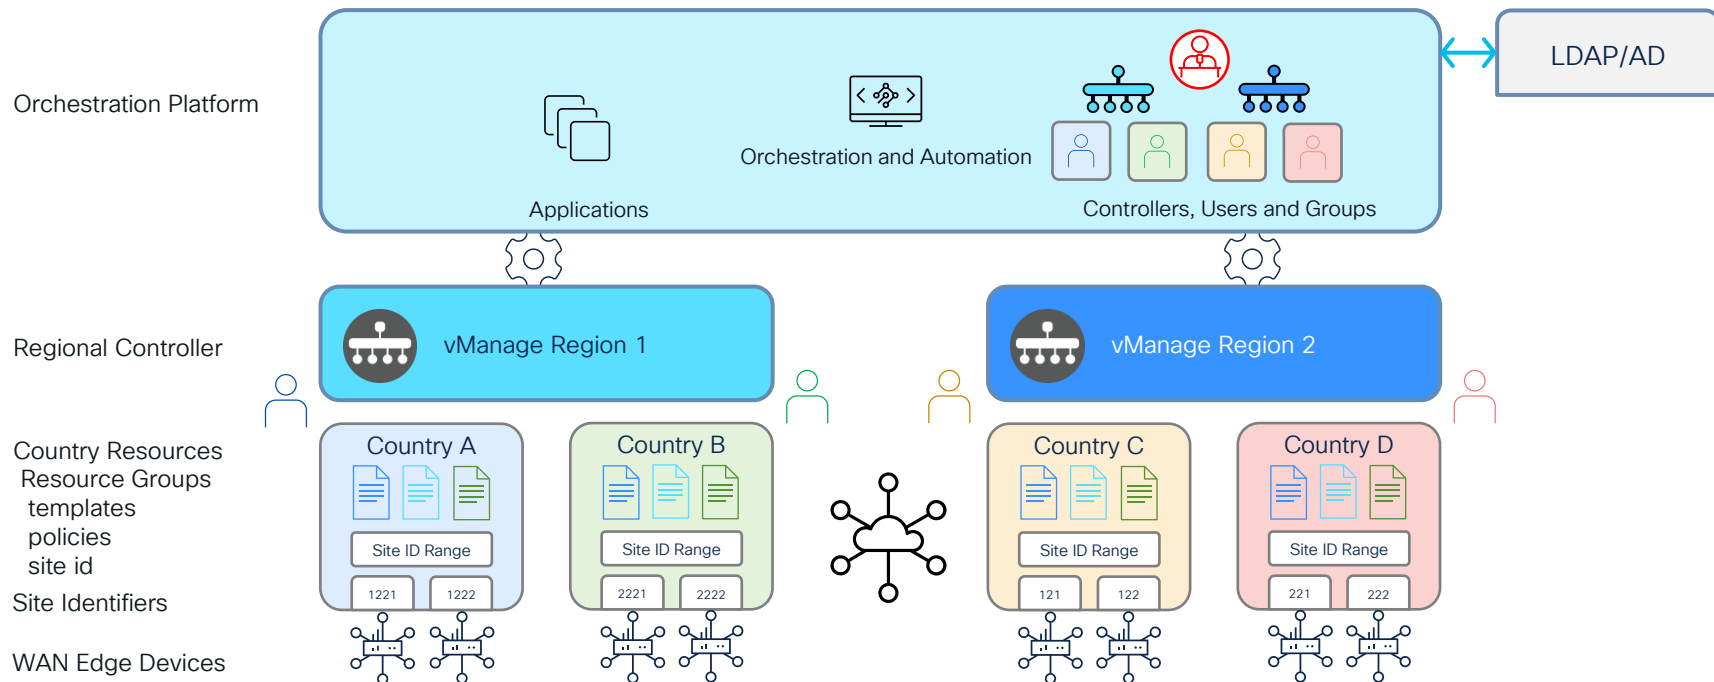 LDAP/AD
Orchestration Platform
Orchestration and Automation
Applications
Controllers, Users and Groups
Regional Controller
vManage Region 1
vManage Region 2
Country Resources
Resource Groups
templates
policies
site id
Site Identifiers
WAN Edge Devices
Country A
Site ID Range
1221
1222
Country B
Site ID Range
2221
2222
Country C
Site ID Range
121
122
Country D
Site ID Range
221
222